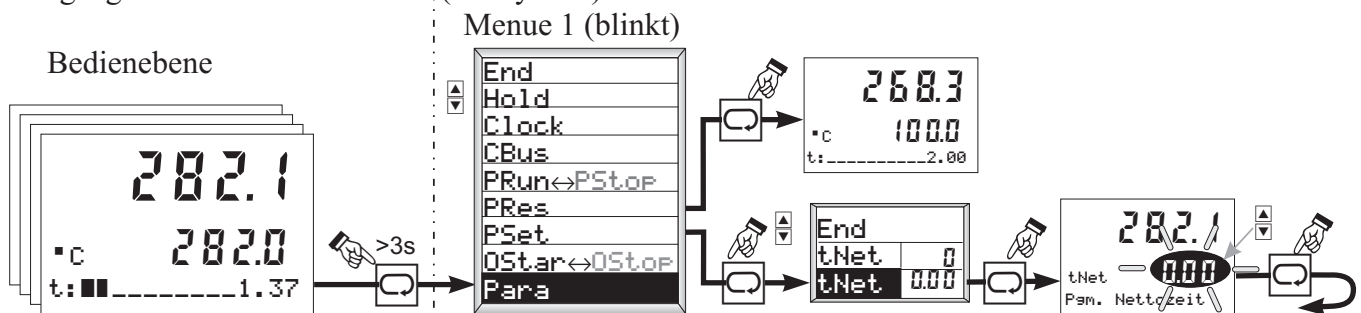 Menue 1 (blinkt)
Bedienebene
282.1
°C 282.0
t: 1.37
>3s
End
Hold
Clock
CBus
PRun↔PStop
PRes
PSet
OStar↔OStop
Para
268.3
°C 100.0
t:__________2.00
End
tNet 0
tNet 0.00
282.1
tNet 0.00
Pgm. Nettozeit